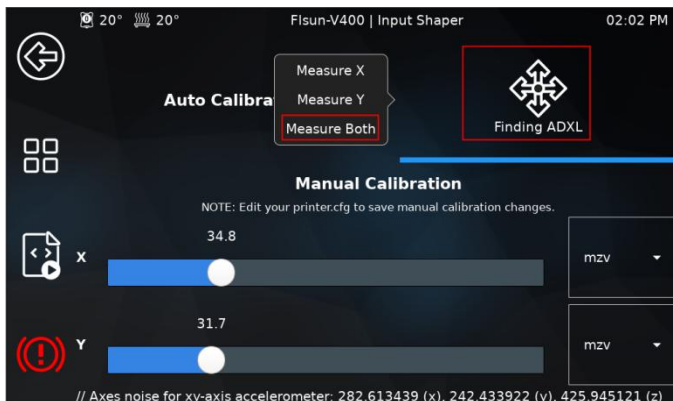 20° 20° FIsun-V400 | Input Shaper 02:02 PM
Measure X
Auto Calibra Measure Y
Measure Both
Finding ADXL
Manual Calibration
NOTE: Edit your printer.cfg to save manual calibration changes.
34.8
X mzv
31.7
Y mzv
// Axes noise for xy-axis accelerometer: 282.613439 (x), 242.433922 (y), 425.945121 (z)